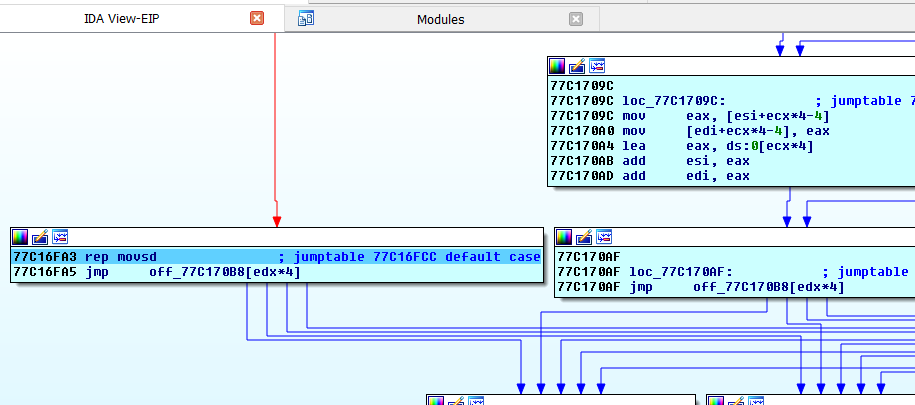 IDA View-EIP
Modules
77C1709C
77C1709C loc_77C1709C: ; jumptable 7
77C1709C mov eax, [esi+ecx*4-4]
77C170A0 mov [edi+ecx*4-4], eax
77C170A4 lea eax, ds:0[ecx*4]
77C170AB add esi, eax
77C170AD add edi, eax
77C16FA3 rep movsd ; jumptable 77C16FCC default case
77C16FA5 jmp off_77C170B8[edx*4]
77C170AF
77C170AF loc_77C170AF: ; jumptable
77C170AF jmp off_77C170B8[edx*4]